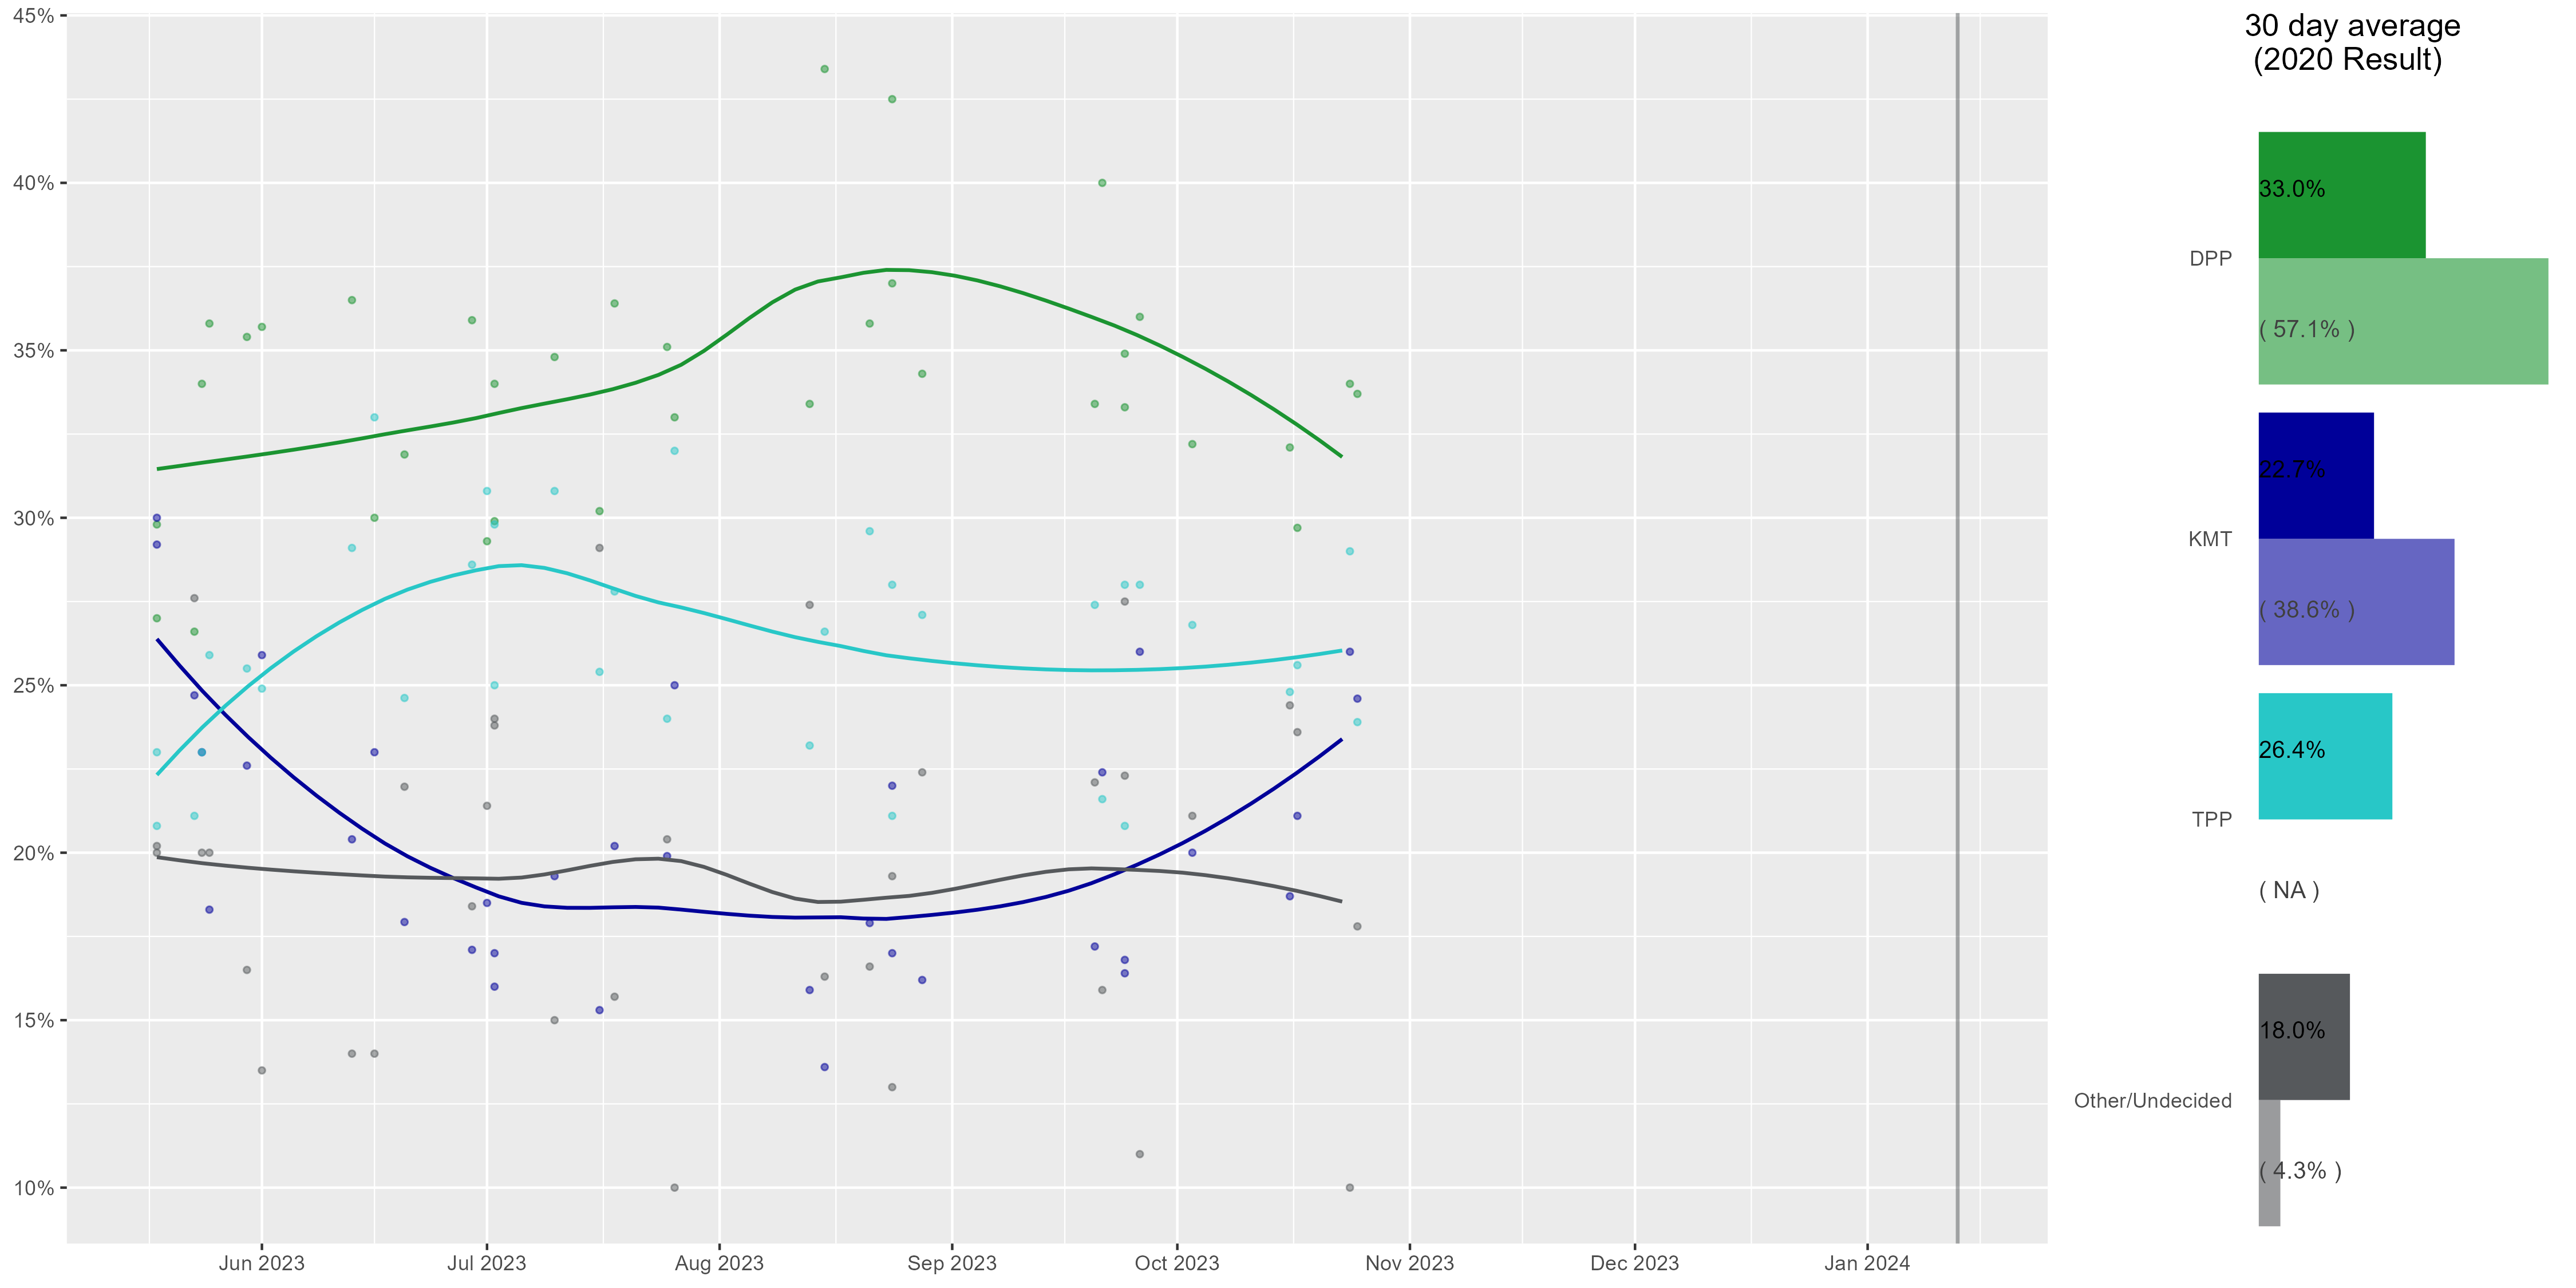 45%
40%
35%
30%
25%
20%
15%
10%
Jun 2023
Jul 2023
Aug 2023
Sep 2023
Oct 2023
Nov 2023
Dec 2023
Jan 2024
30 day average
(2020 Result)
33.0%
DPP
( 57.1% )
22.7%
KMT
( 38.6% )
26.4%
TPP
( NA )
18.0%
Other/Undecided
( 4.3% )